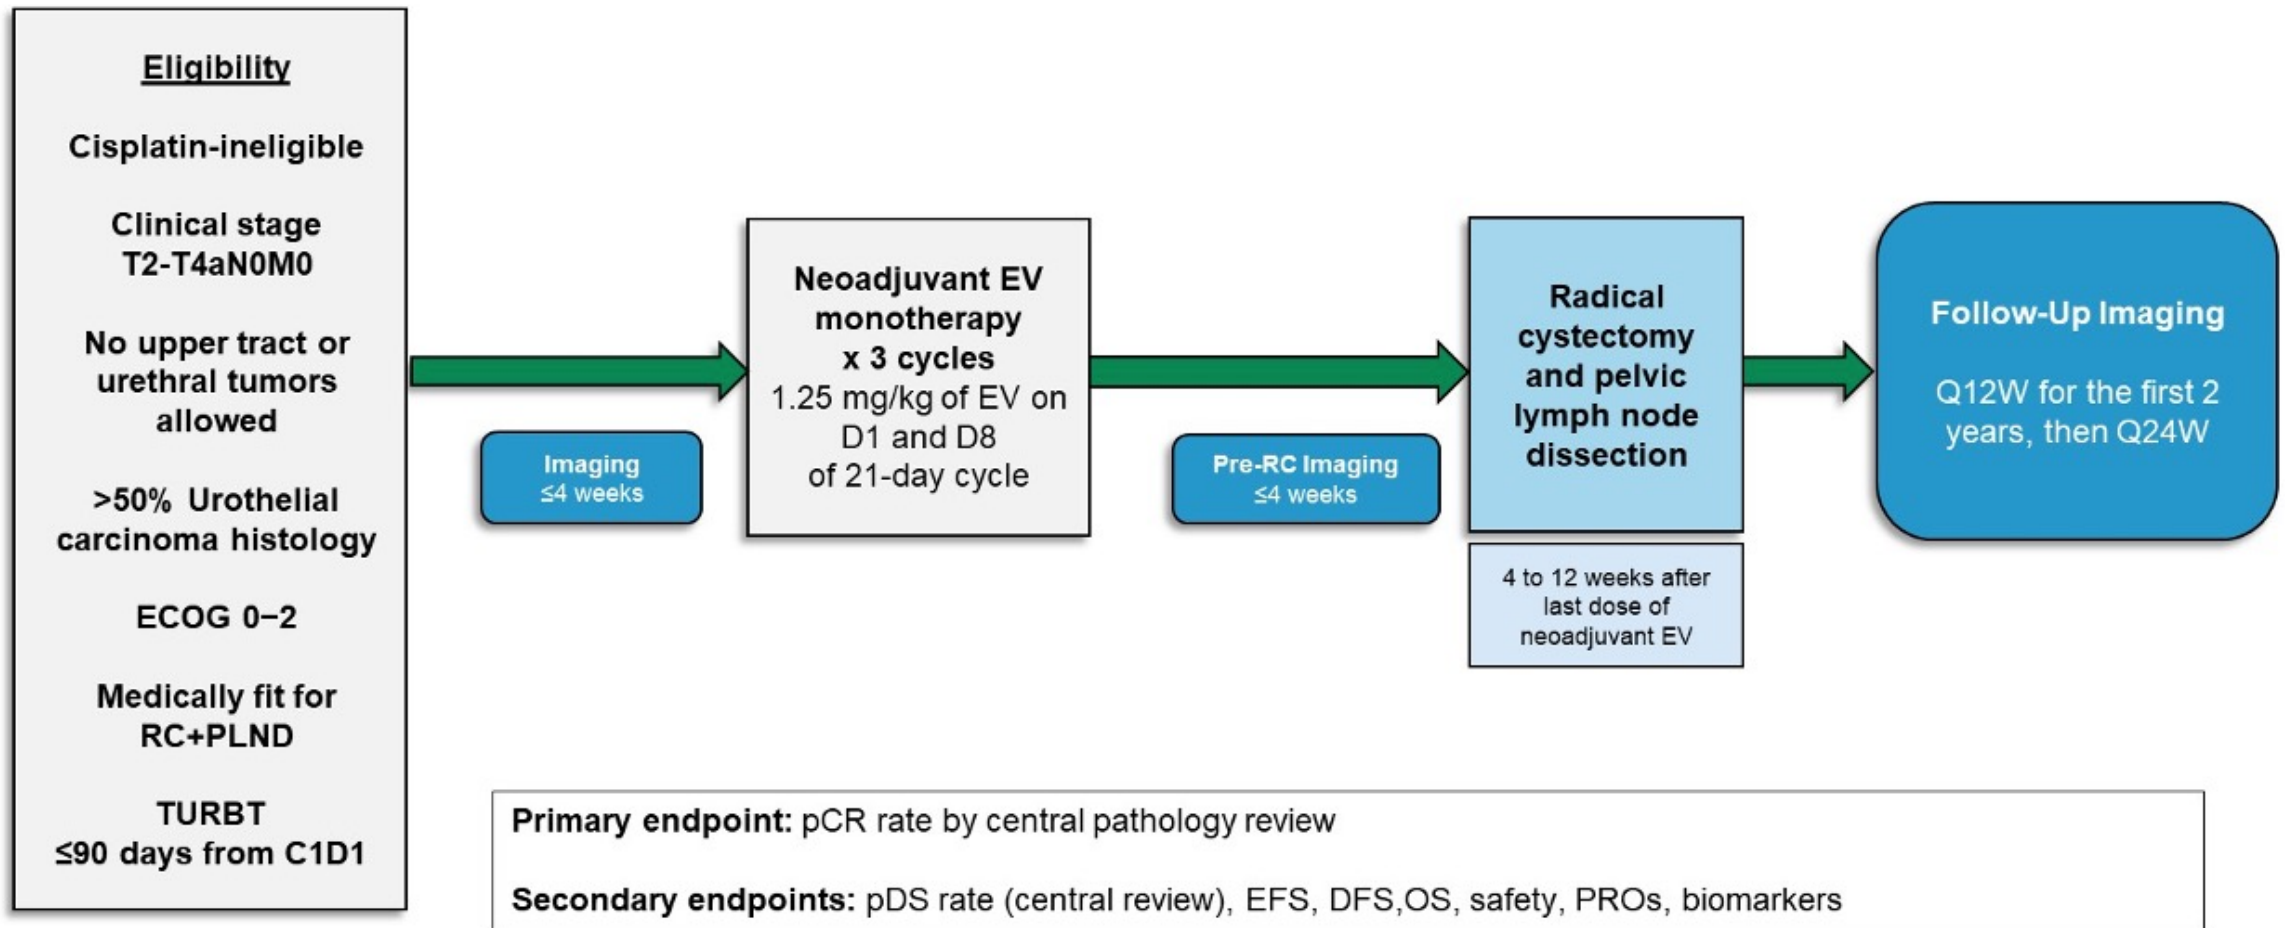 Eligibility
Cisplatin-ineligible
Clinical stage
T2-T4aN0M0
No upper tract or
urethral tumors
allowed
>50% Urothelial
carcinoma histology
ECOG 0–2
Medically fit for
RC+PLND
TURBT
≤90 days from C1D1
Imaging
≤4 weeks
Neoadjuvant EV
monotherapy
x 3 cycles
1.25 mg/kg of EV on
D1 and D8
of 21-day cycle
Pre-RC Imaging
≤4 weeks
Radical
cystectomy
and pelvic
lymph node
dissection
4 to 12 weeks after
last dose of
neoadjuvant EV
Follow-Up Imaging
Q12W for the first 2
years, then Q24W
Primary endpoint: pCR rate by central pathology review
Secondary endpoints: pDS rate (central review), EFS, DFS,OS, safety, PROs, biomarkers